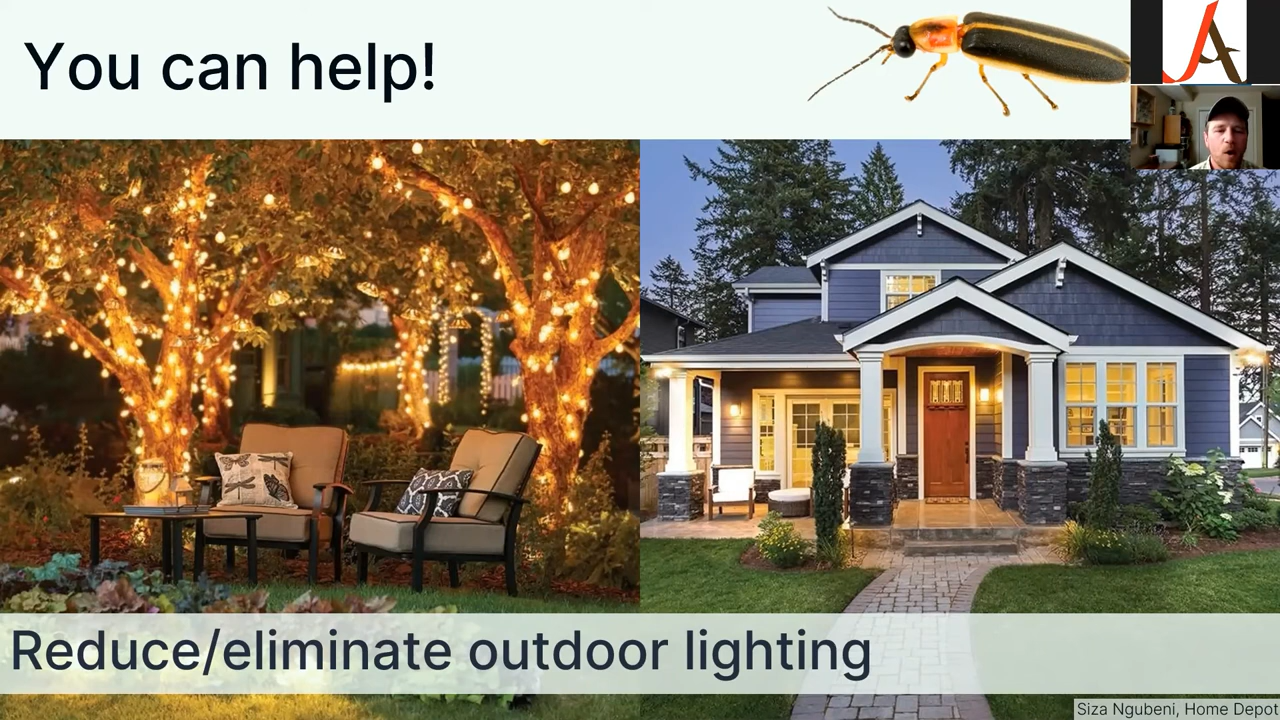 You can help!
Reduce/eliminate outdoor lighting
Siza Ngubeni, Home Depot